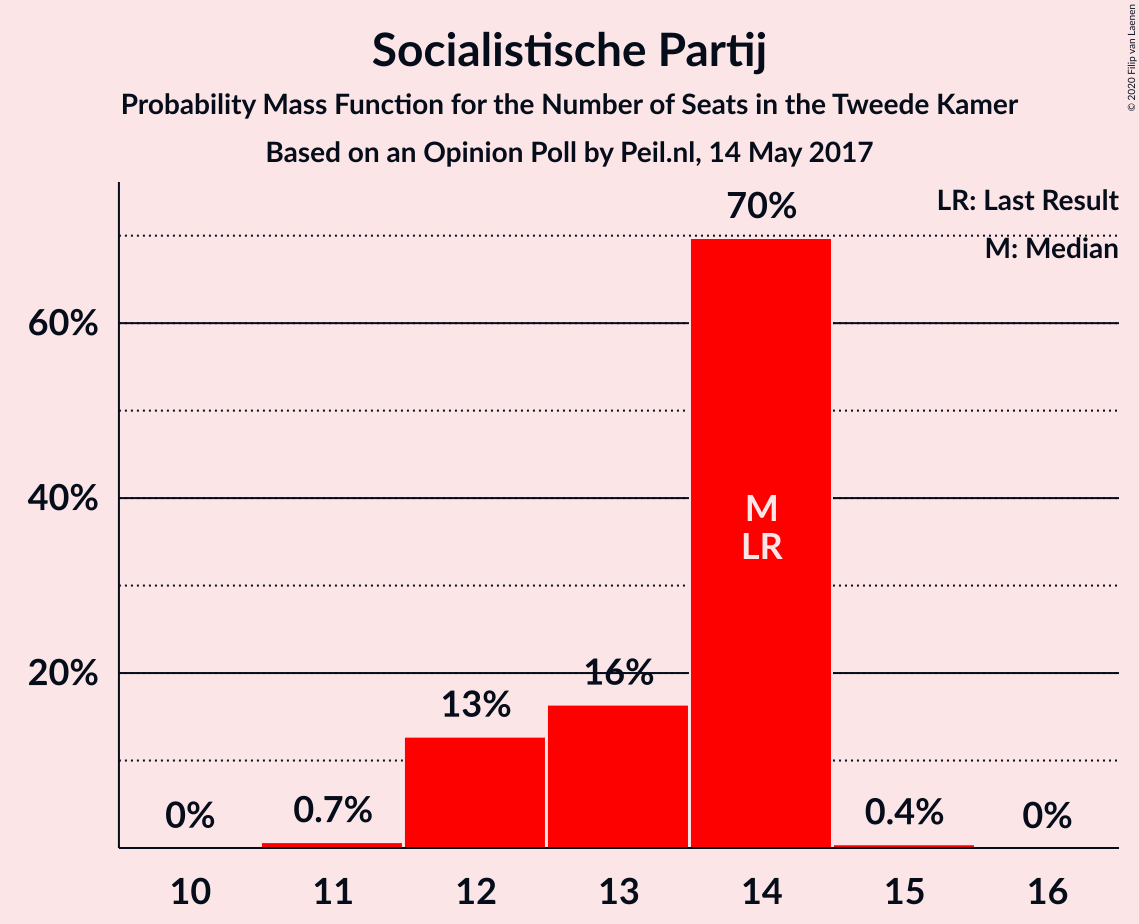 Socialistische Partij
Probability Mass Function for the Number of Seats in the Tweede Kamer
Based on an Opinion Poll by Peil.nl, 14 May 2017
© 2020 Filip van Laenen
LR: Last Result
M: Median
60%
40%
20%
0%
0.7%
13%
16%
70%
0.4%
0%
M
LR
10
11
12
13
14
15
16